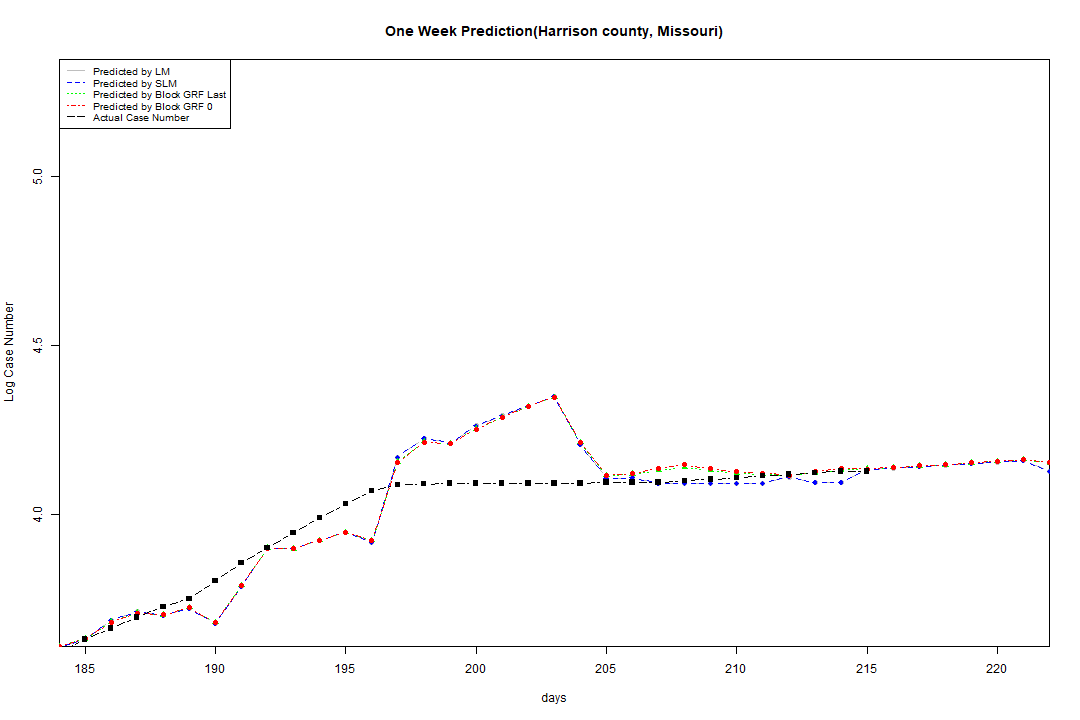 One Week Prediction(Harrison county, Missouri)
Predicted by LM
Predicted by SLM
Predicted by Block GRF Last
Predicted by Block GRF 0
Actual Case Number
5.0
4.5
4.0
Log Case Number
185 190 195 200 205 210 215 220
days